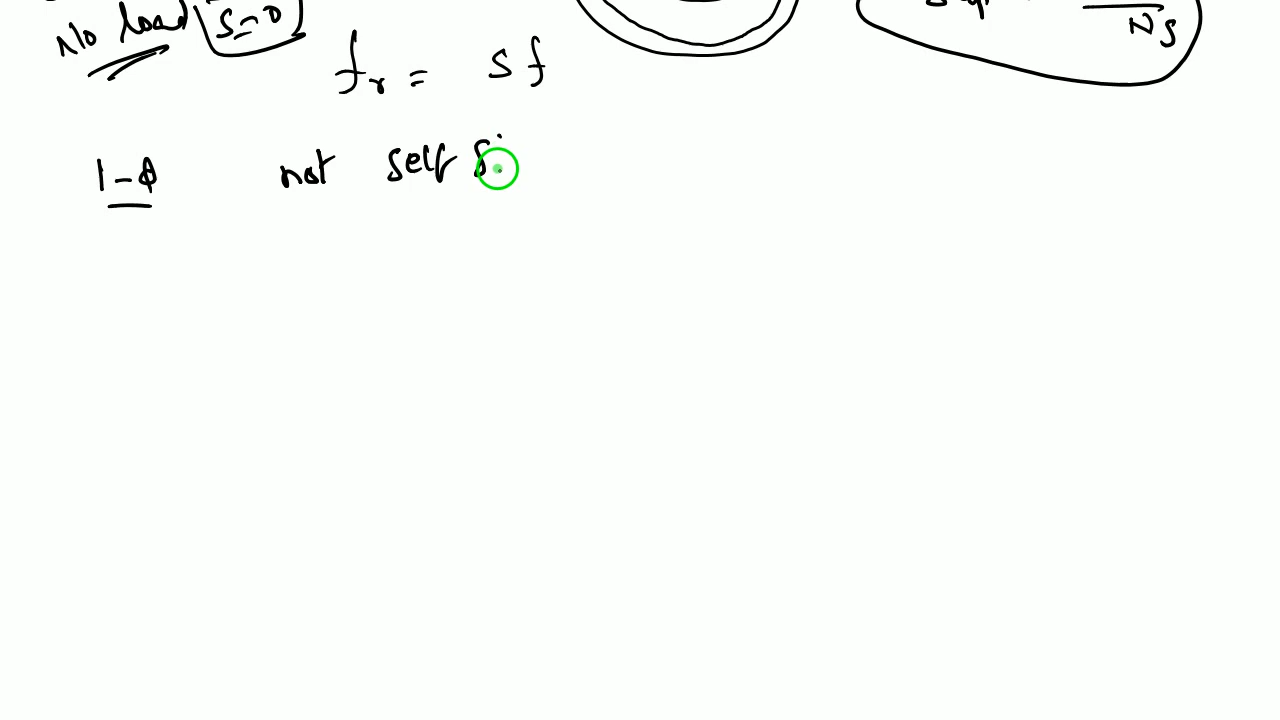 No load s=0
Ns
fr = sf
1-ϕ not self